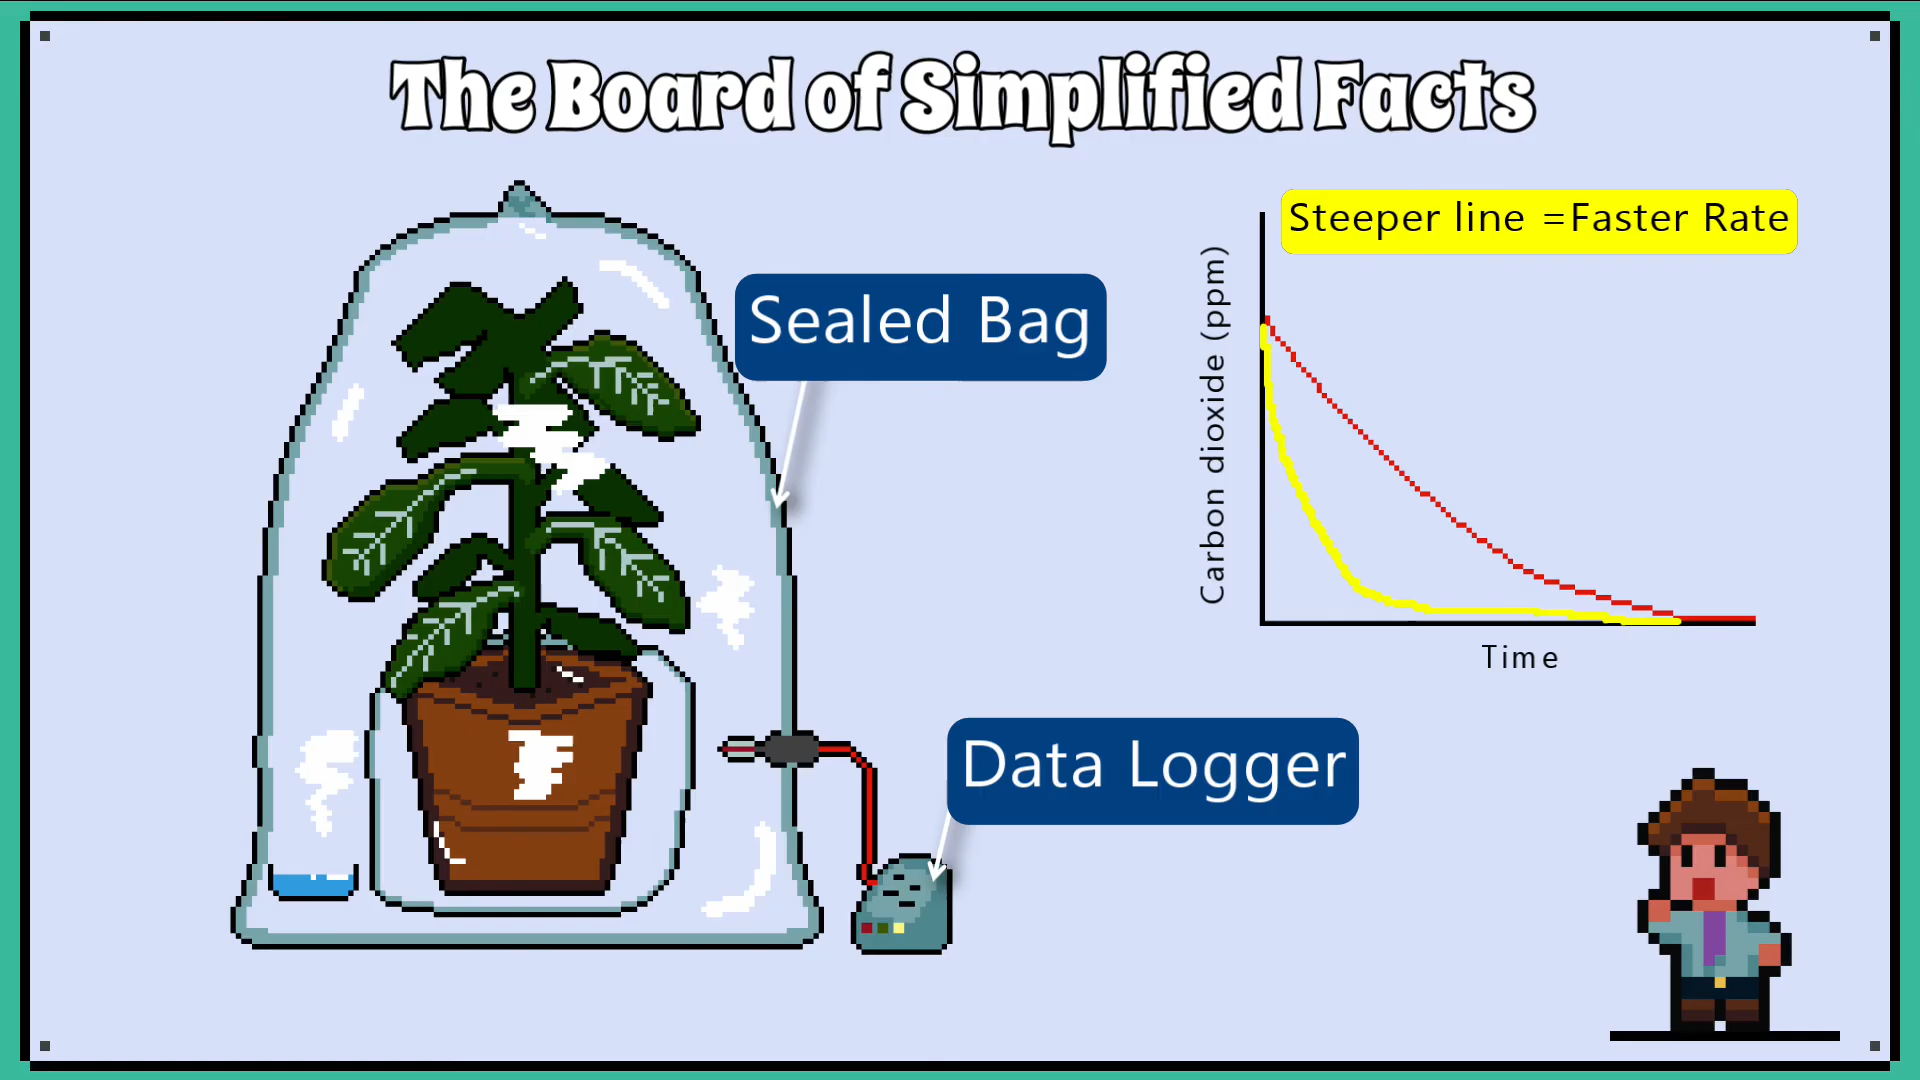 The Board of Simplified Facts
Steeper line =Faster Rate
Sealed Bag
Carbon dioxide (ppm)
Time
Data Logger